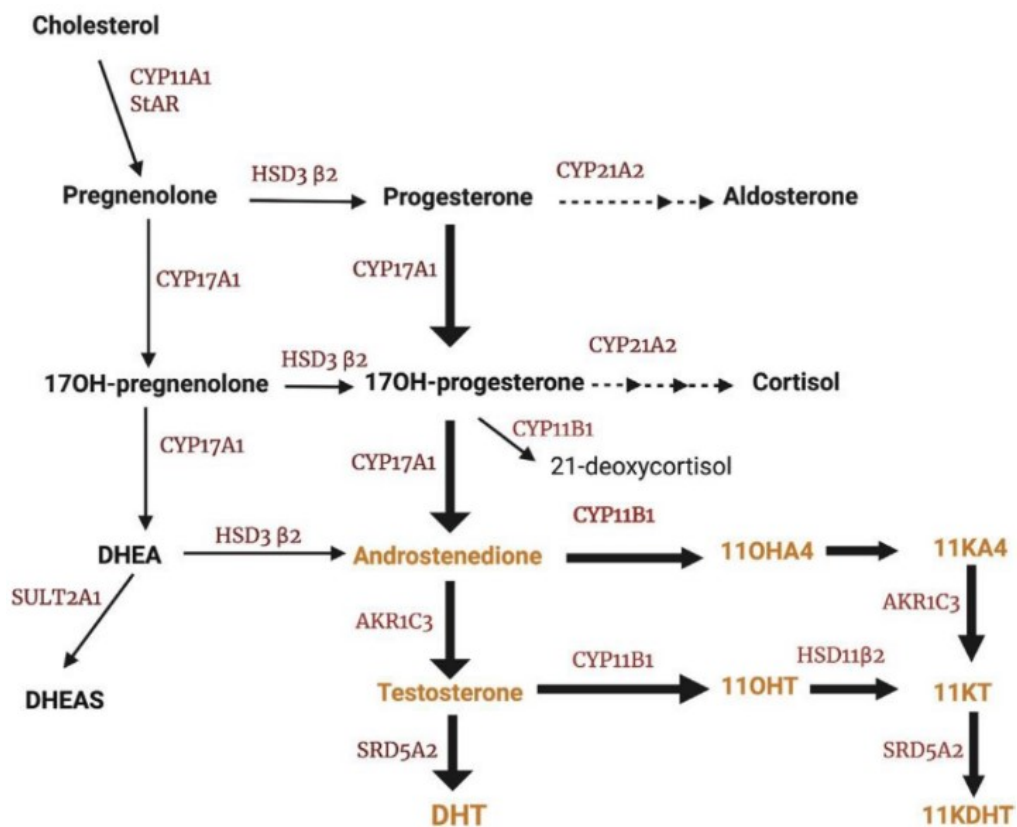 Cholesterol
CYP11A1
StAR
HSD3 β2
CYP21A2
Pregnenolone
Progesterone
Aldosterone
CYP17A1
CYP17A1
HSD3 β2
CYP21A2
17OH-pregnenolone
17OH-progesterone
Cortisol
CYP11B1
CYP17A1
CYP17A1
21-deoxycortisol
CYP11B1
HSD3 β2
DHEA
Androstenedione
11OHA4
11KA4
SULT2A1
AKR1C3
AKR1C3
CYP11B1
HSD11β2
DHEAS
Testosterone
11OHT
11KT
SRD5A2
SRD5A2
DHT
11KDHT